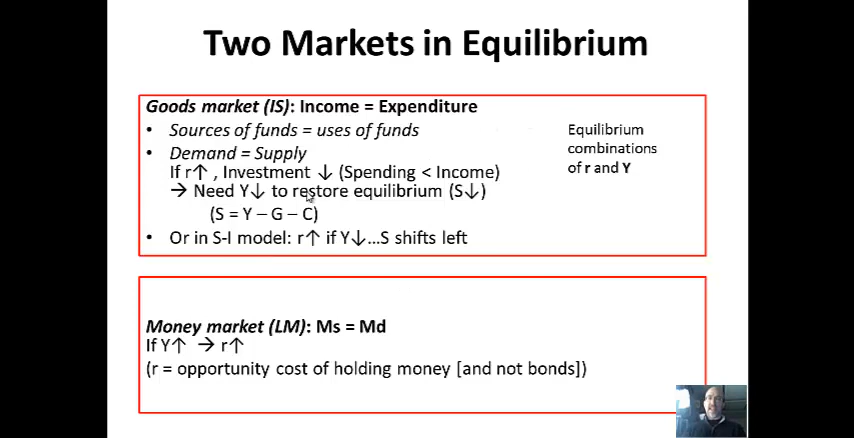 Two Markets in Equilibrium
Goods market (IS): Income = Expenditure
• Sources of funds = uses of funds
• Demand = Supply
If r↑ , Investment ↓ (Spending < Income)
→ Need Y↓ to restore equilibrium (S↓)
(S = Y – G – C)
• Or in S-I model: r↑ if Y↓...S shifts left
Equilibrium
combinations
of r and Y
Money market (LM): Ms = Md
If Y↑ → r↑
(r = opportunity cost of holding money [and not bonds])